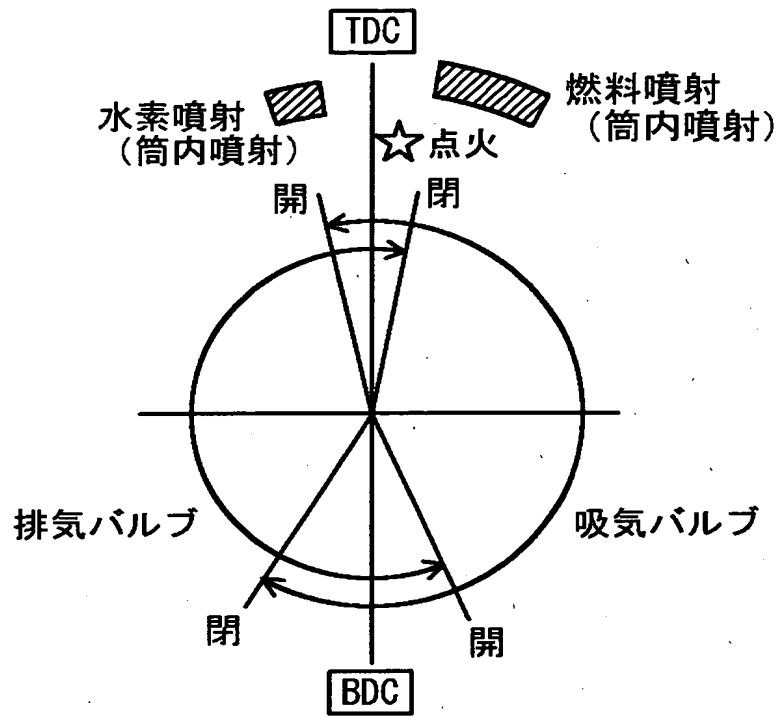 TDC
水素噴射
(筒内噴射)
燃料噴射
(筒内噴射)
点火
開
閉
排気バルブ
吸気バルブ
閉
開
BDC